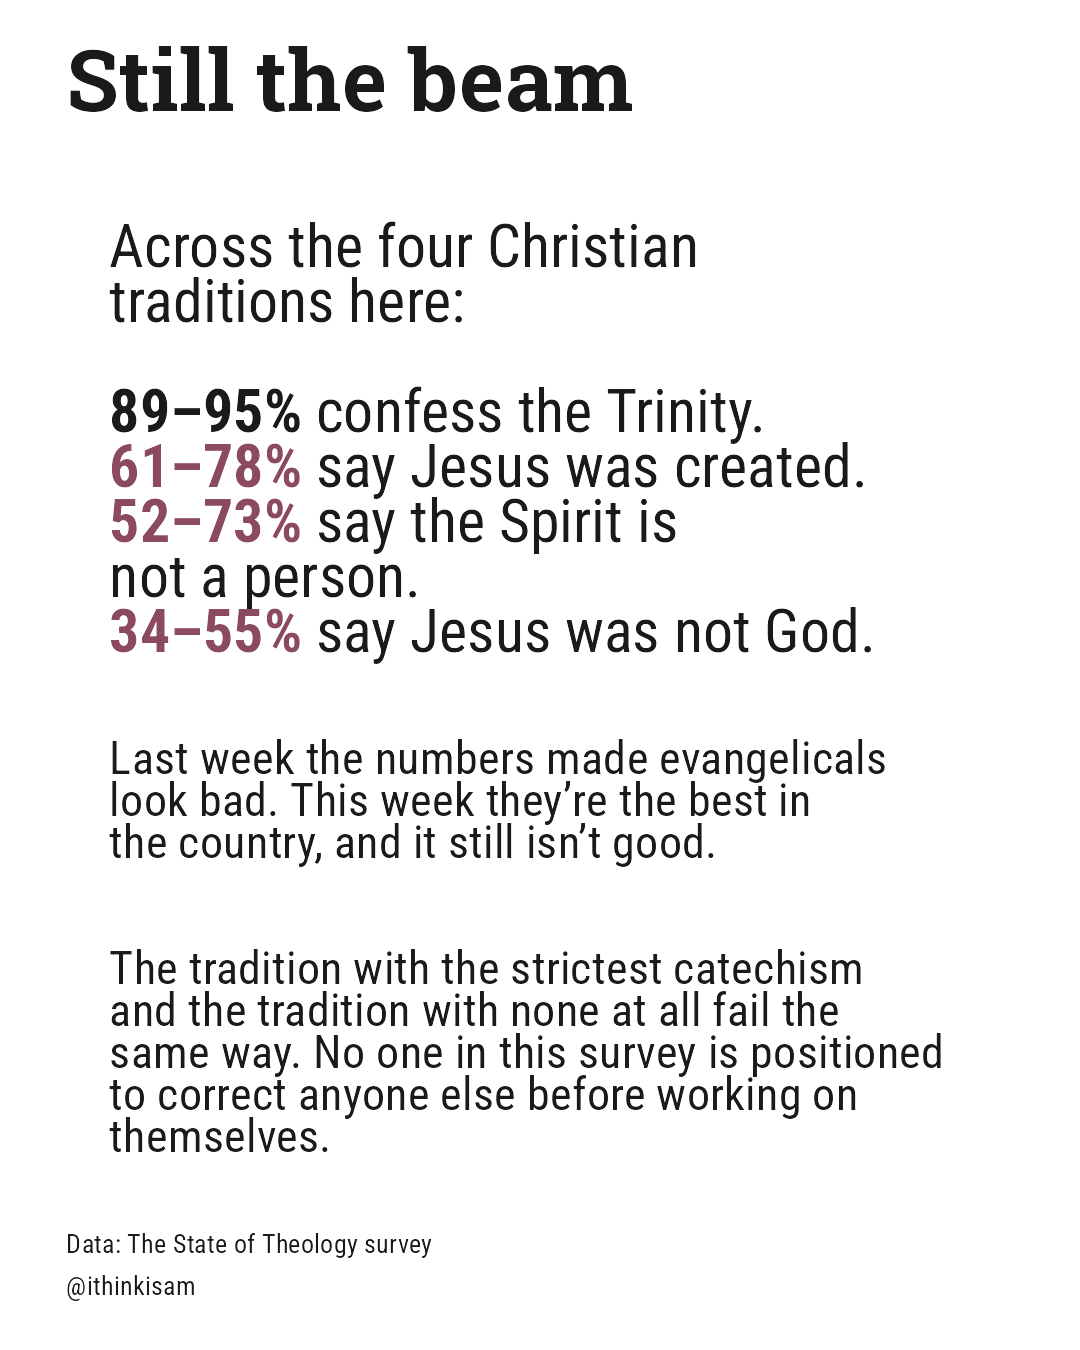 Still the beam
Across the four Christian
traditions here:
89–95% confess the Trinity.
61–78% say Jesus was created.
52–73% say the Spirit is
not a person.
34–55% say Jesus was not God.
Last week the numbers made evangelicals
look bad. This week they’re the best in
the country, and it still isn’t good.
The tradition with the strictest catechism
and the tradition with none at all fail the
same way. No one in this survey is positioned
to correct anyone else before working on
themselves.
Data: The State of Theology survey
@ithinkisam